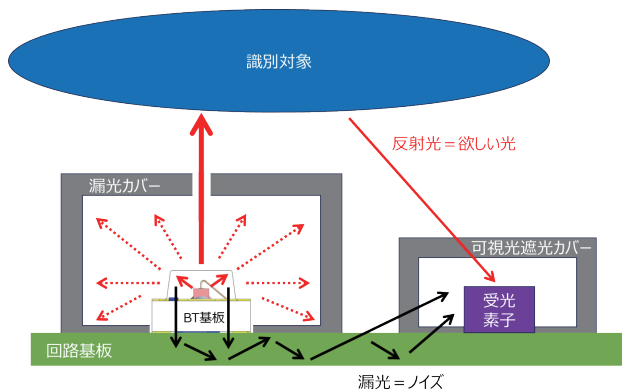 識別対象
反射光＝欲しい光
漏光カバー
可視光遮光カバー
受光
素子
BT基板
回路基板
漏光＝ノイズ